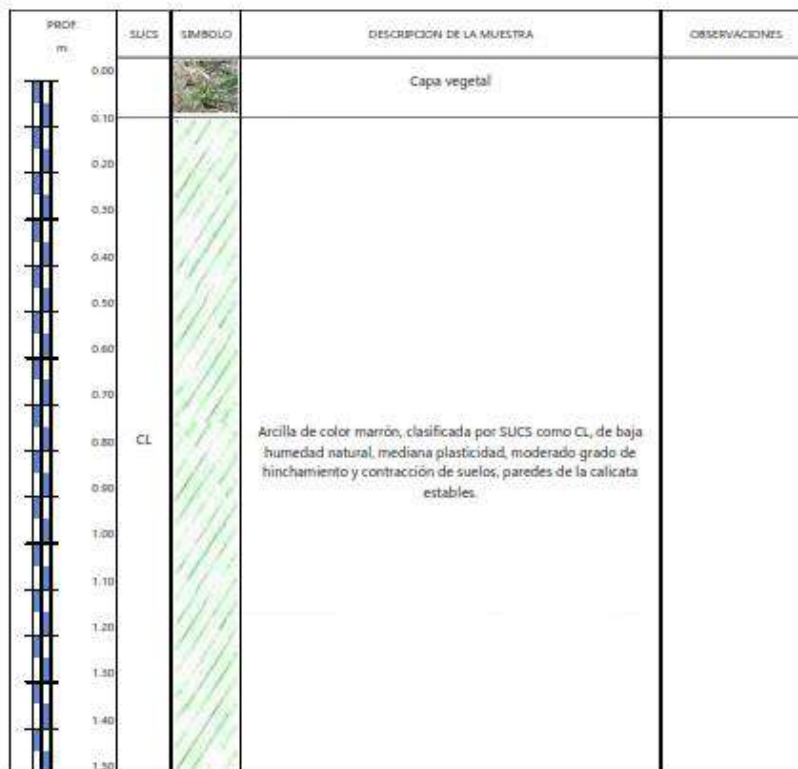 PROF.
m.
SUCS
SIMBOLO
DESCRIPCION DE LA MUESTRA
OBSERVACIONES
0.00
Capa vegetal
0.10
0.20
0.30
0.40
0.50
0.60
0.70
0.80
CL
Arcilla de color marrón, clasificada por SUCS como CL, de baja
humedad natural, mediana plasticidad, moderado grado de
hinchamiento y contracción de suelos, paredes de la calicata
estables.
0.90
1.00
1.10
1.20
1.30
1.40
1.50